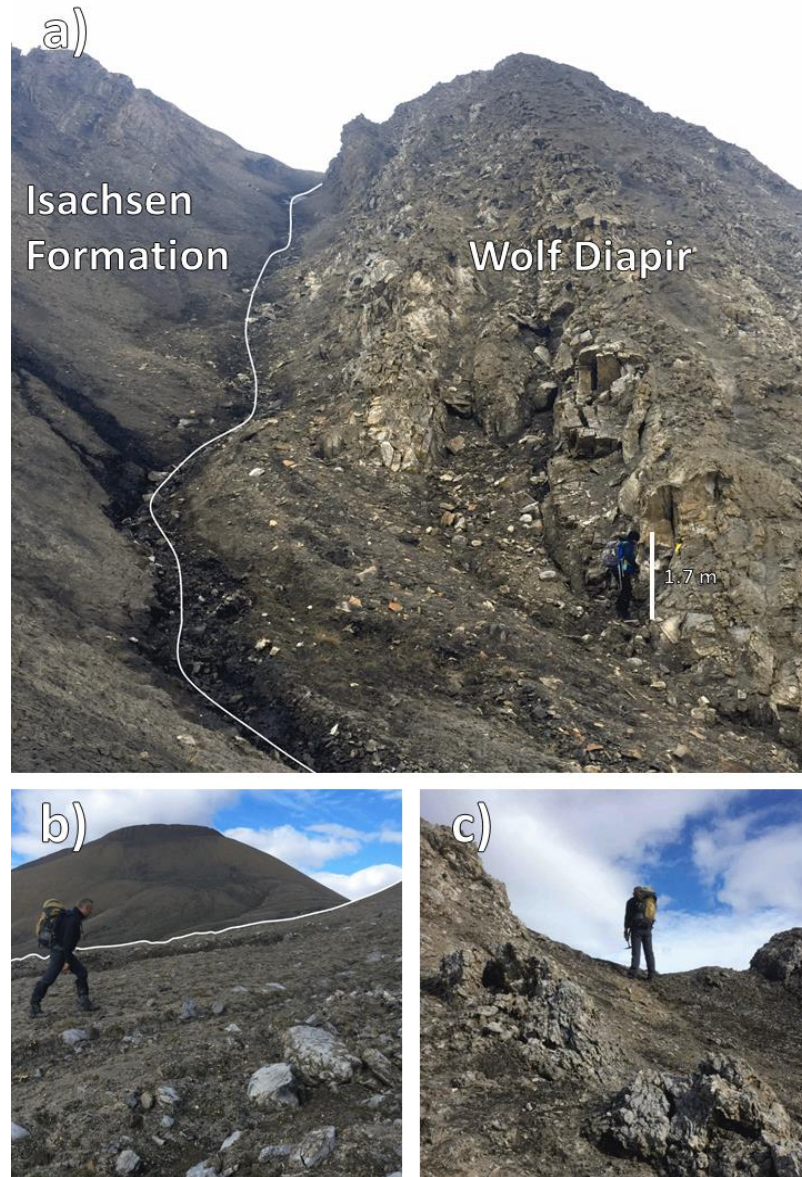 a)
Isachsen
Formation
Wolf Diapir
1.7 m
b)
c)